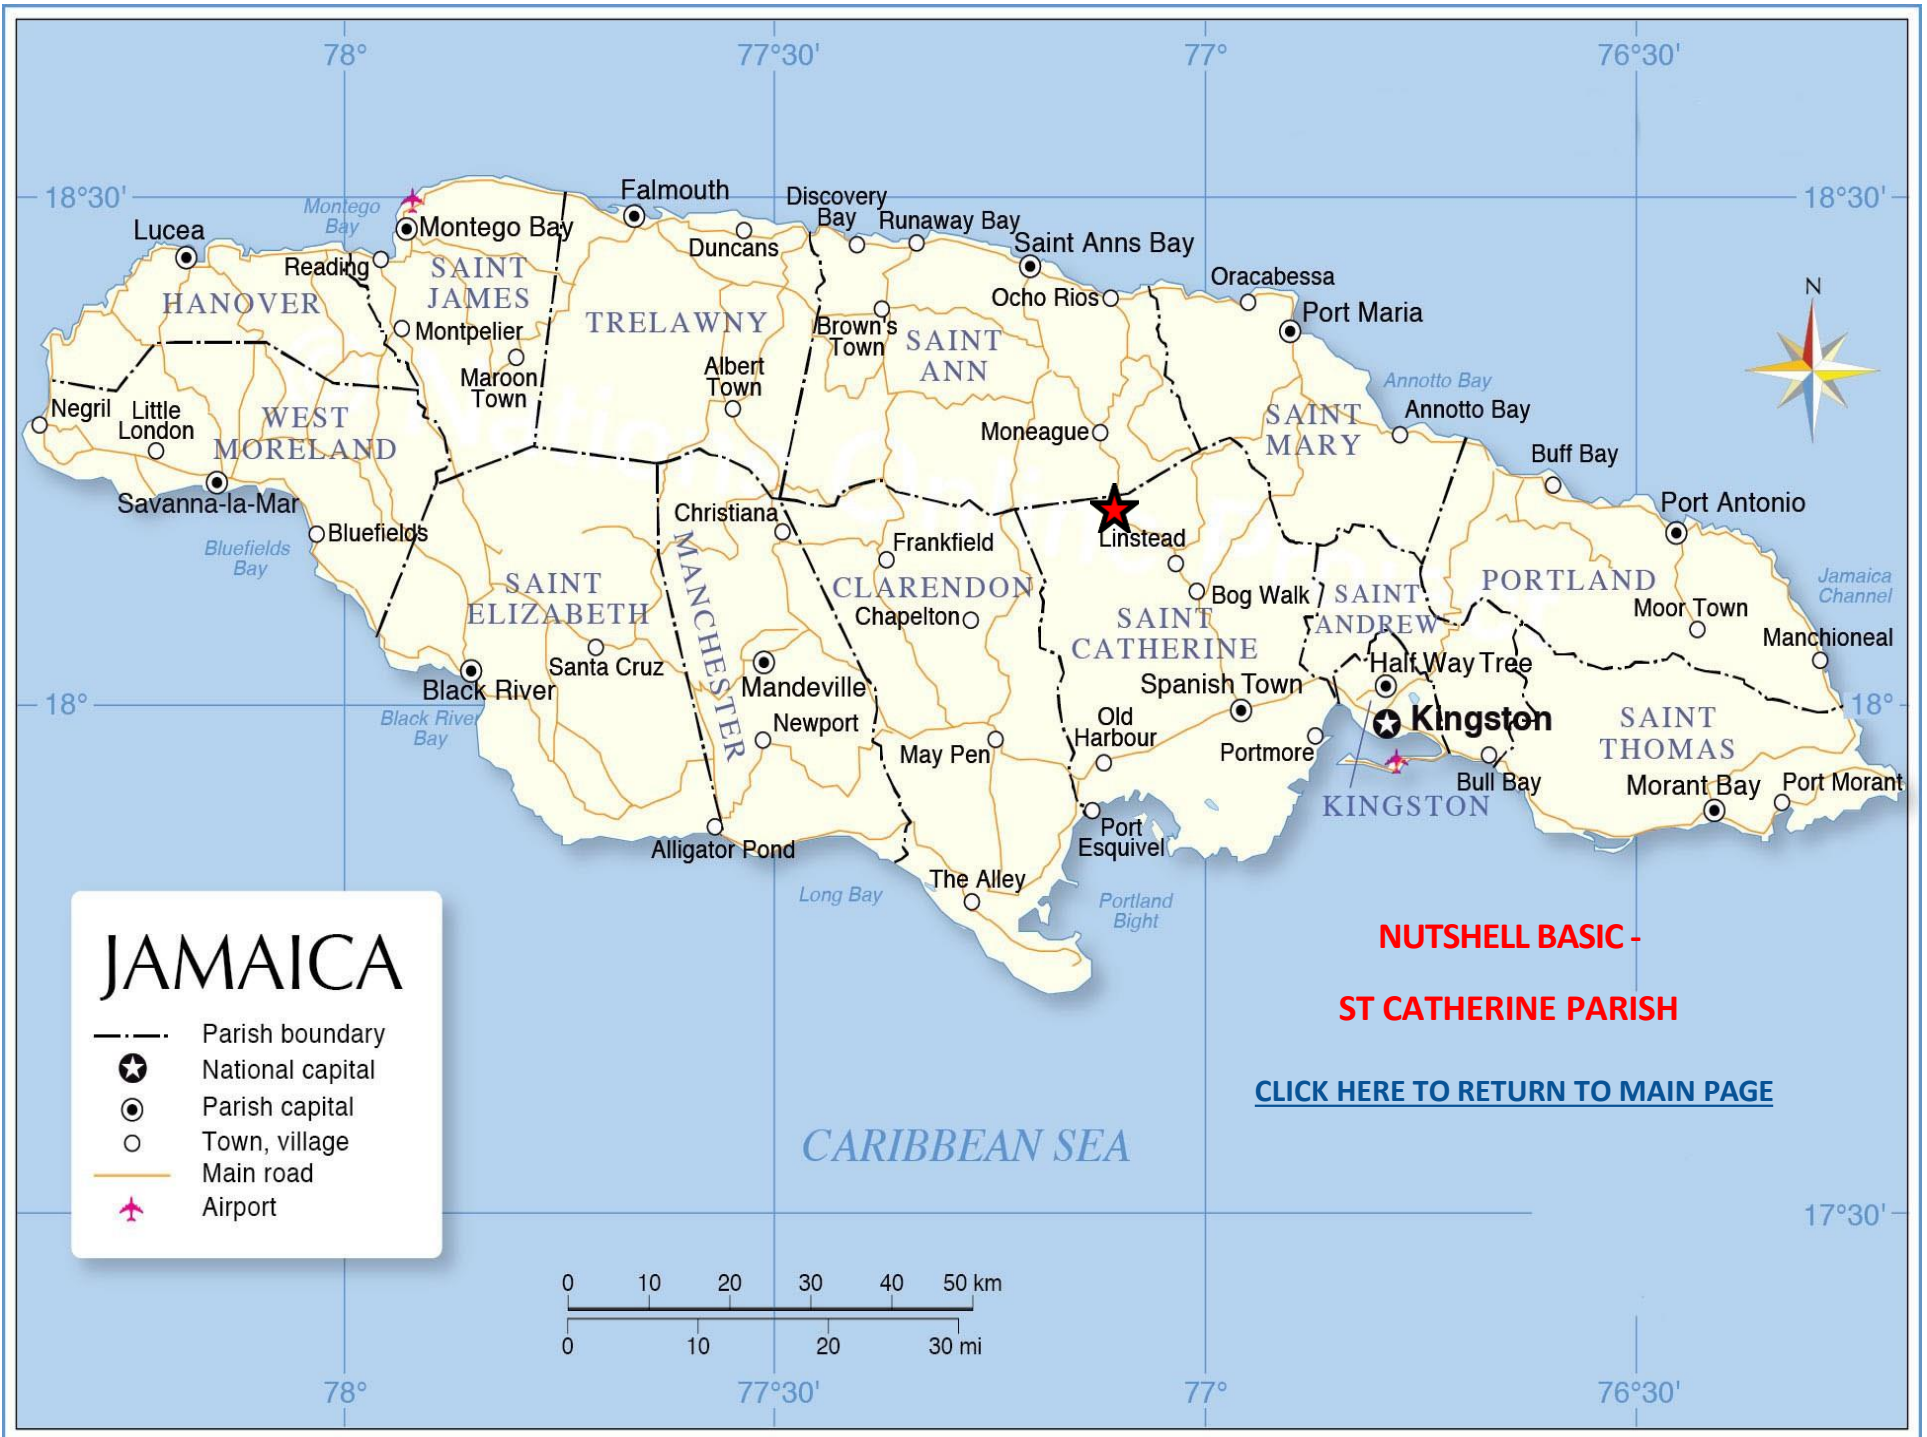 78°
77°30'
77°
76°30'
18°30'
18°30'
Montego
Bay
Lucea
Montego Bay
Falmouth
Discovery
Bay
Runaway Bay
Saint Anns Bay
Duncans
Reading
SAINT
JAMES
HANOVER
Oracabessa
Ocho Rios
Port Maria
TRELAWNY
Montpelier
Brown's
Town
SAINT
ANN
N
Maroon
Town
Albert
Town
Annotto Bay
Annotto Bay
Negril
Little
London
WEST
MORELAND
Moneague
SAINT
MARY
Buff Bay
Savanna-la-Mar
Christiana
Port Antonio
Bluefields
Bluefields
Bay
Frankfield
Linstead
MANCHESTER
SAINT
ELIZABETH
CLARENDON
Chapelton
Bog Walk
SAINT
CATHERINE
SAINT
ANDREW
PORTLAND
Moor Town
Jamaica
Channel
Manchioneal
Santa Cruz
Black River
Black River
Bay
Mandeville
Newport
Spanish Town
Half Way Tree
Kingston
18°
18°
SAINT
THOMAS
May Pen
Old
Harbour
Portmore
Bull Bay
KINGSTON
Morant Bay
Port Morant
Port
Esquivel
Alligator Pond
The Alley
Long Bay
Portland
Bight
NUTSHELL BASIC -
ST CATHERINE PARISH
CLICK HERE TO RETURN TO MAIN PAGE
JAMAICA
Parish boundary
National capital
Parish capital
Town, village
Main road
Airport
CARIBBEAN SEA
17°30'
0 10 20 30 40 50 km
0 10 20 30 mi
78°
77°30'
77°
76°30'